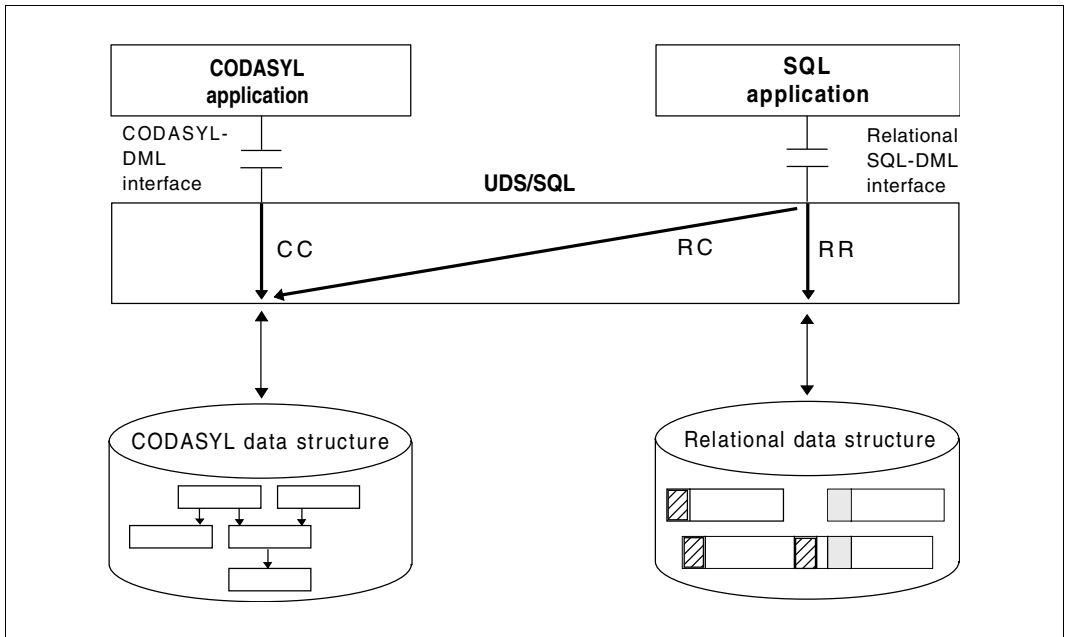 CODASYL
application
SQL
application
CODASYL-
DML
interface
Relational
SQL-DML
interface
UDS/SQL
CC
RC
RR
CODASYL data structure
Relational data structure